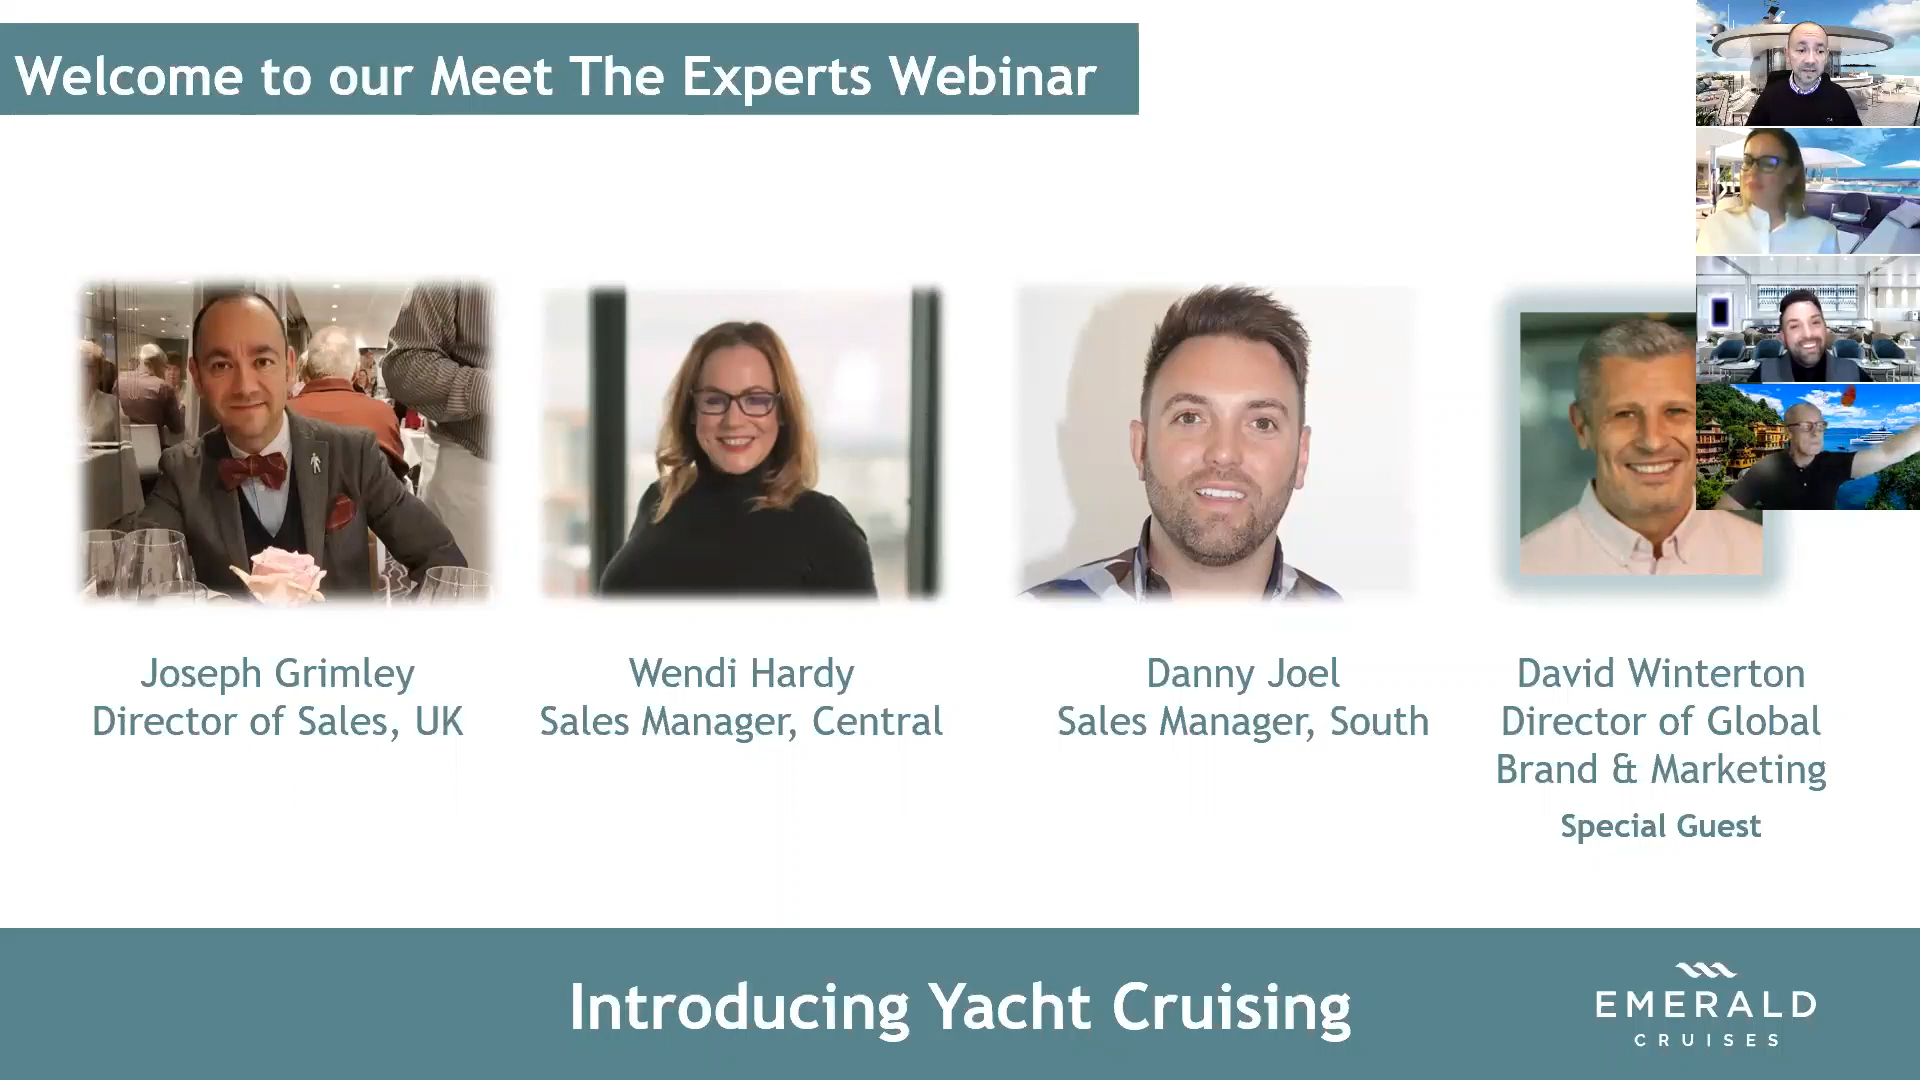 Welcome to our Meet The Experts Webinar
Joseph Grimley
Director of Sales, UK
Wendi Hardy
Sales Manager, Central
Danny Joel
Sales Manager, South
David Winterton
Director of Global
Brand & Marketing
Special Guest
Introducing Yacht Cruising
EMERALD
CRUISES